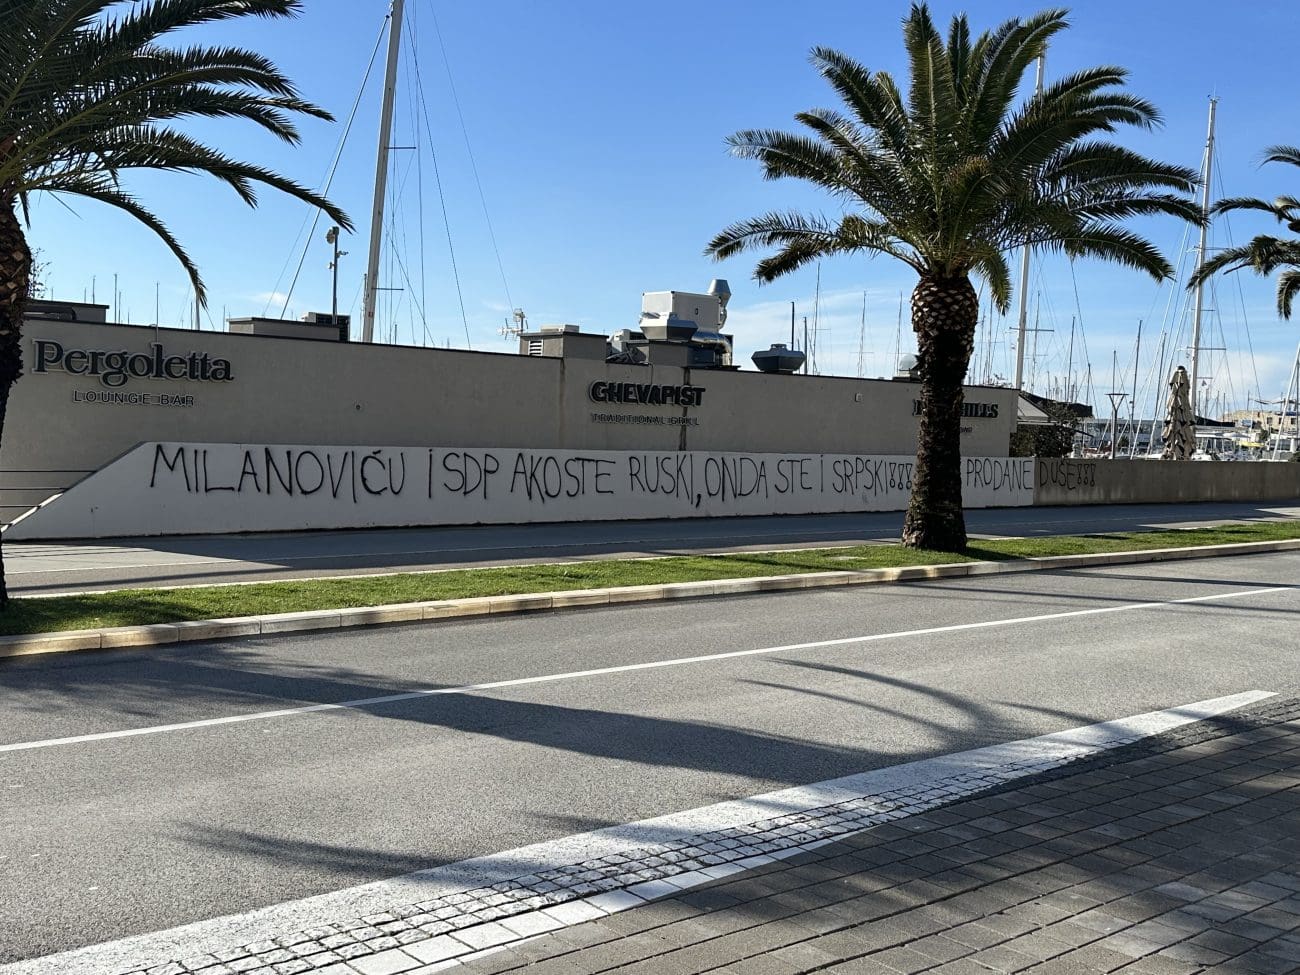 Pergoletta
LOUNGE BAR
CHEVAPIST
TRADITIONAL GRILL
MILANOVIĆU I SDP AKO STE RUSKI, ONDA STE I SRPSKI!!! PRODANE DUŠE!!!